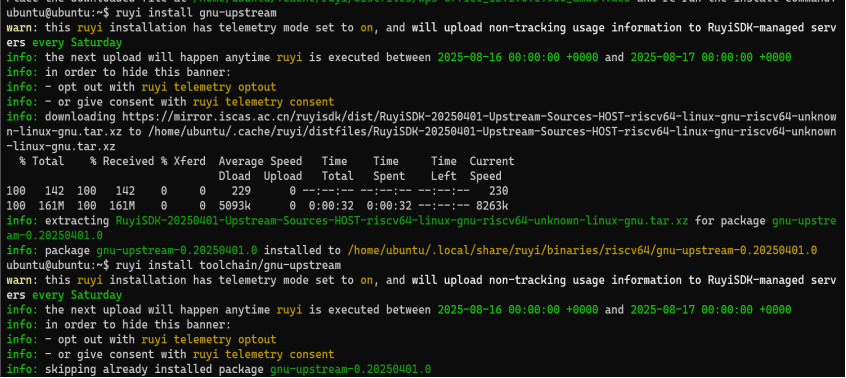 ubuntu@ubuntu:~$ ruyi install gnu-upstream
warn: this ruyi installation has telemetry mode set to on, and will upload non-tracking usage information to RuyiSDK-managed serv
ers every Saturday
info: the next upload will happen anytime ruyi is executed between 2025-08-16 00:00:00 +0000 and 2025-08-17 00:00:00 +0000
info: in order to hide this banner:
info: - opt out with ruyi telemetry optout
info: - or give consent with ruyi telemetry consent
info: downloading https://mirror.iscas.ac.cn/ruyisdk/dist/RuyiSDK-20250401-Upstream-Sources-HOST-riscv64-linux-gnu-riscv64-unknow
n-linux-gnu.tar.xz to /home/ubuntu/.cache/ruyi/distfiles/RuyiSDK-20250401-Upstream-Sources-HOST-riscv64-linux-gnu-riscv64-unknown
-linux-gnu.tar.xz
  % Total    % Received % Xferd  Average Speed   Time    Time     Time  Current
                                 Dload  Upload   Total   Spent    Left  Speed
100   142  100   142    0     0    229      0 --:--:-- --:--:-- --:--:--   230
100  161M  100  161M    0     0  5093k      0  0:00:32  0:00:32 --:--:-- 8263k
info: extracting RuyiSDK-20250401-Upstream-Sources-HOST-riscv64-linux-gnu-riscv64-unknown-linux-gnu.tar.xz for package gnu-upstre
am-0.20250401.0
info: package gnu-upstream-0.20250401.0 installed to /home/ubuntu/.local/share/ruyi/binaries/riscv64/gnu-upstream-0.20250401.0
ubuntu@ubuntu:~$ ruyi install toolchain/gnu-upstream
warn: this ruyi installation has telemetry mode set to on, and will upload non-tracking usage information to RuyiSDK-managed serv
ers every Saturday
info: the next upload will happen anytime ruyi is executed between 2025-08-16 00:00:00 +0000 and 2025-08-17 00:00:00 +0000
info: in order to hide this banner:
info: - opt out with ruyi telemetry optout
info: - or give consent with ruyi telemetry consent
info: skipping already installed package gnu-upstream-0.20250401.0